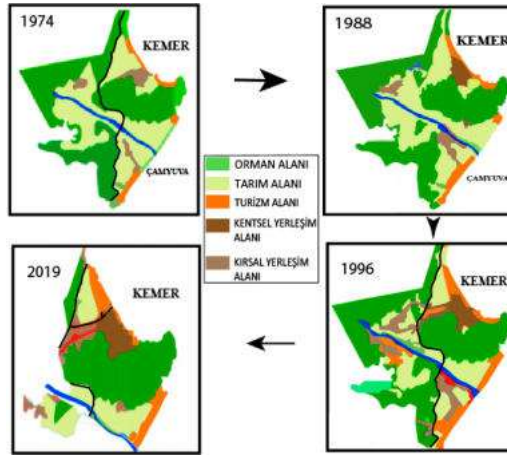 1974
KEMER
ÇAMYUVA
1988
KEMER
ÇAMYUVA
ORMAN ALANI
TARIM ALANI
TURİZM ALANI
KENTSEL YERLEŞİM
ALANI
KIRSAL YERLEŞİM
ALANI
2019
KEMER
1996
KEMER